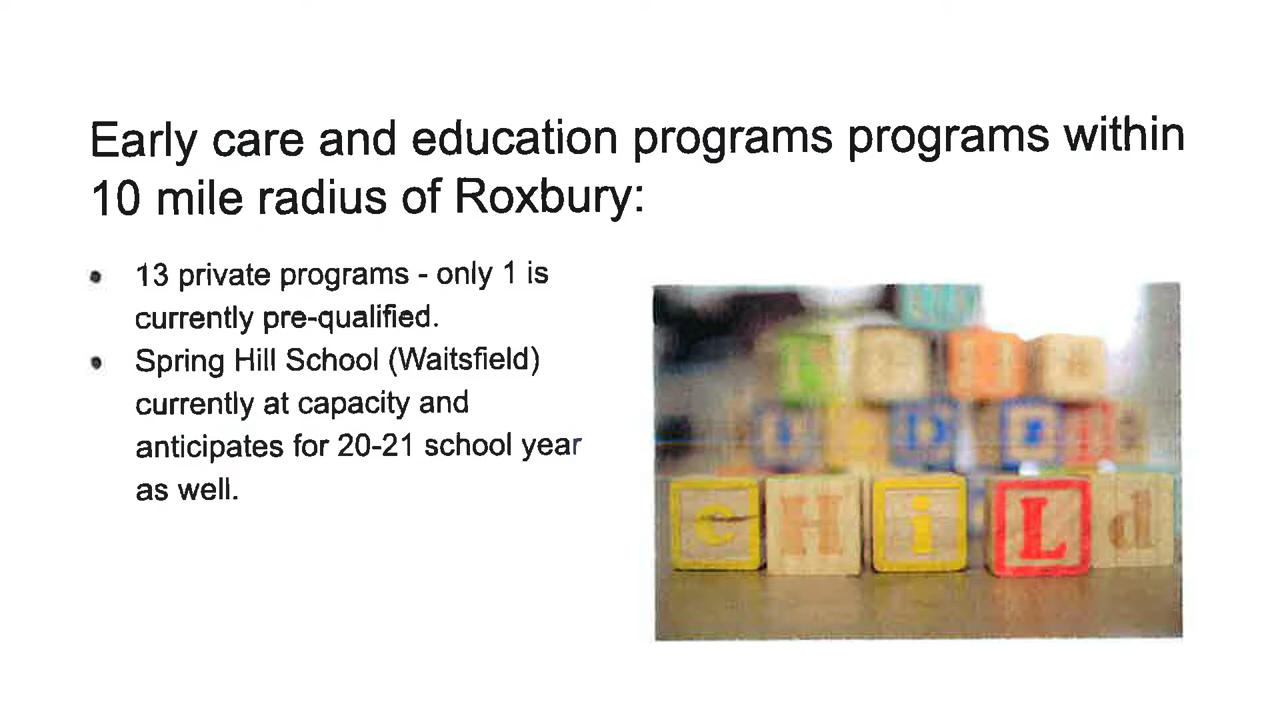 Early care and education programs programs within
10 mile radius of Roxbury:
• 13 private programs - only 1 is
currently pre-qualified.
• Spring Hill School (Waitsfield)
currently at capacity and
anticipates for 20-21 school year
as well.
c H i L d